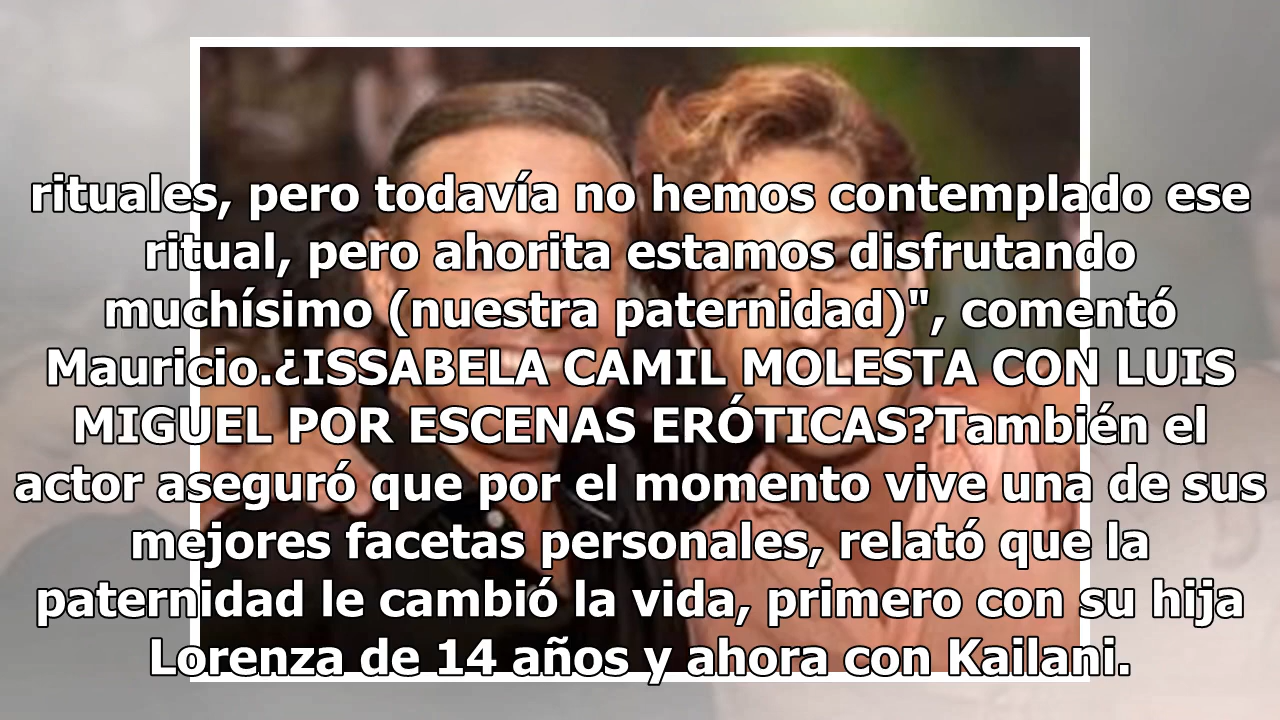 rituales, pero todavía no hemos contemplado ese
ritual, pero ahorita estamos disfrutando
muchísimo (nuestra paternidad)", comentó
Mauricio.¿ISSABELA CAMIL MOLESTA CON LUIS
MIGUEL POR ESCENAS ERÓTICAS?También el
actor aseguró que por el momento vive una de sus
mejores facetas personales, relató que la
paternidad le cambió la vida, primero con su hija
Lorenza de 14 años y ahora con Kailani.